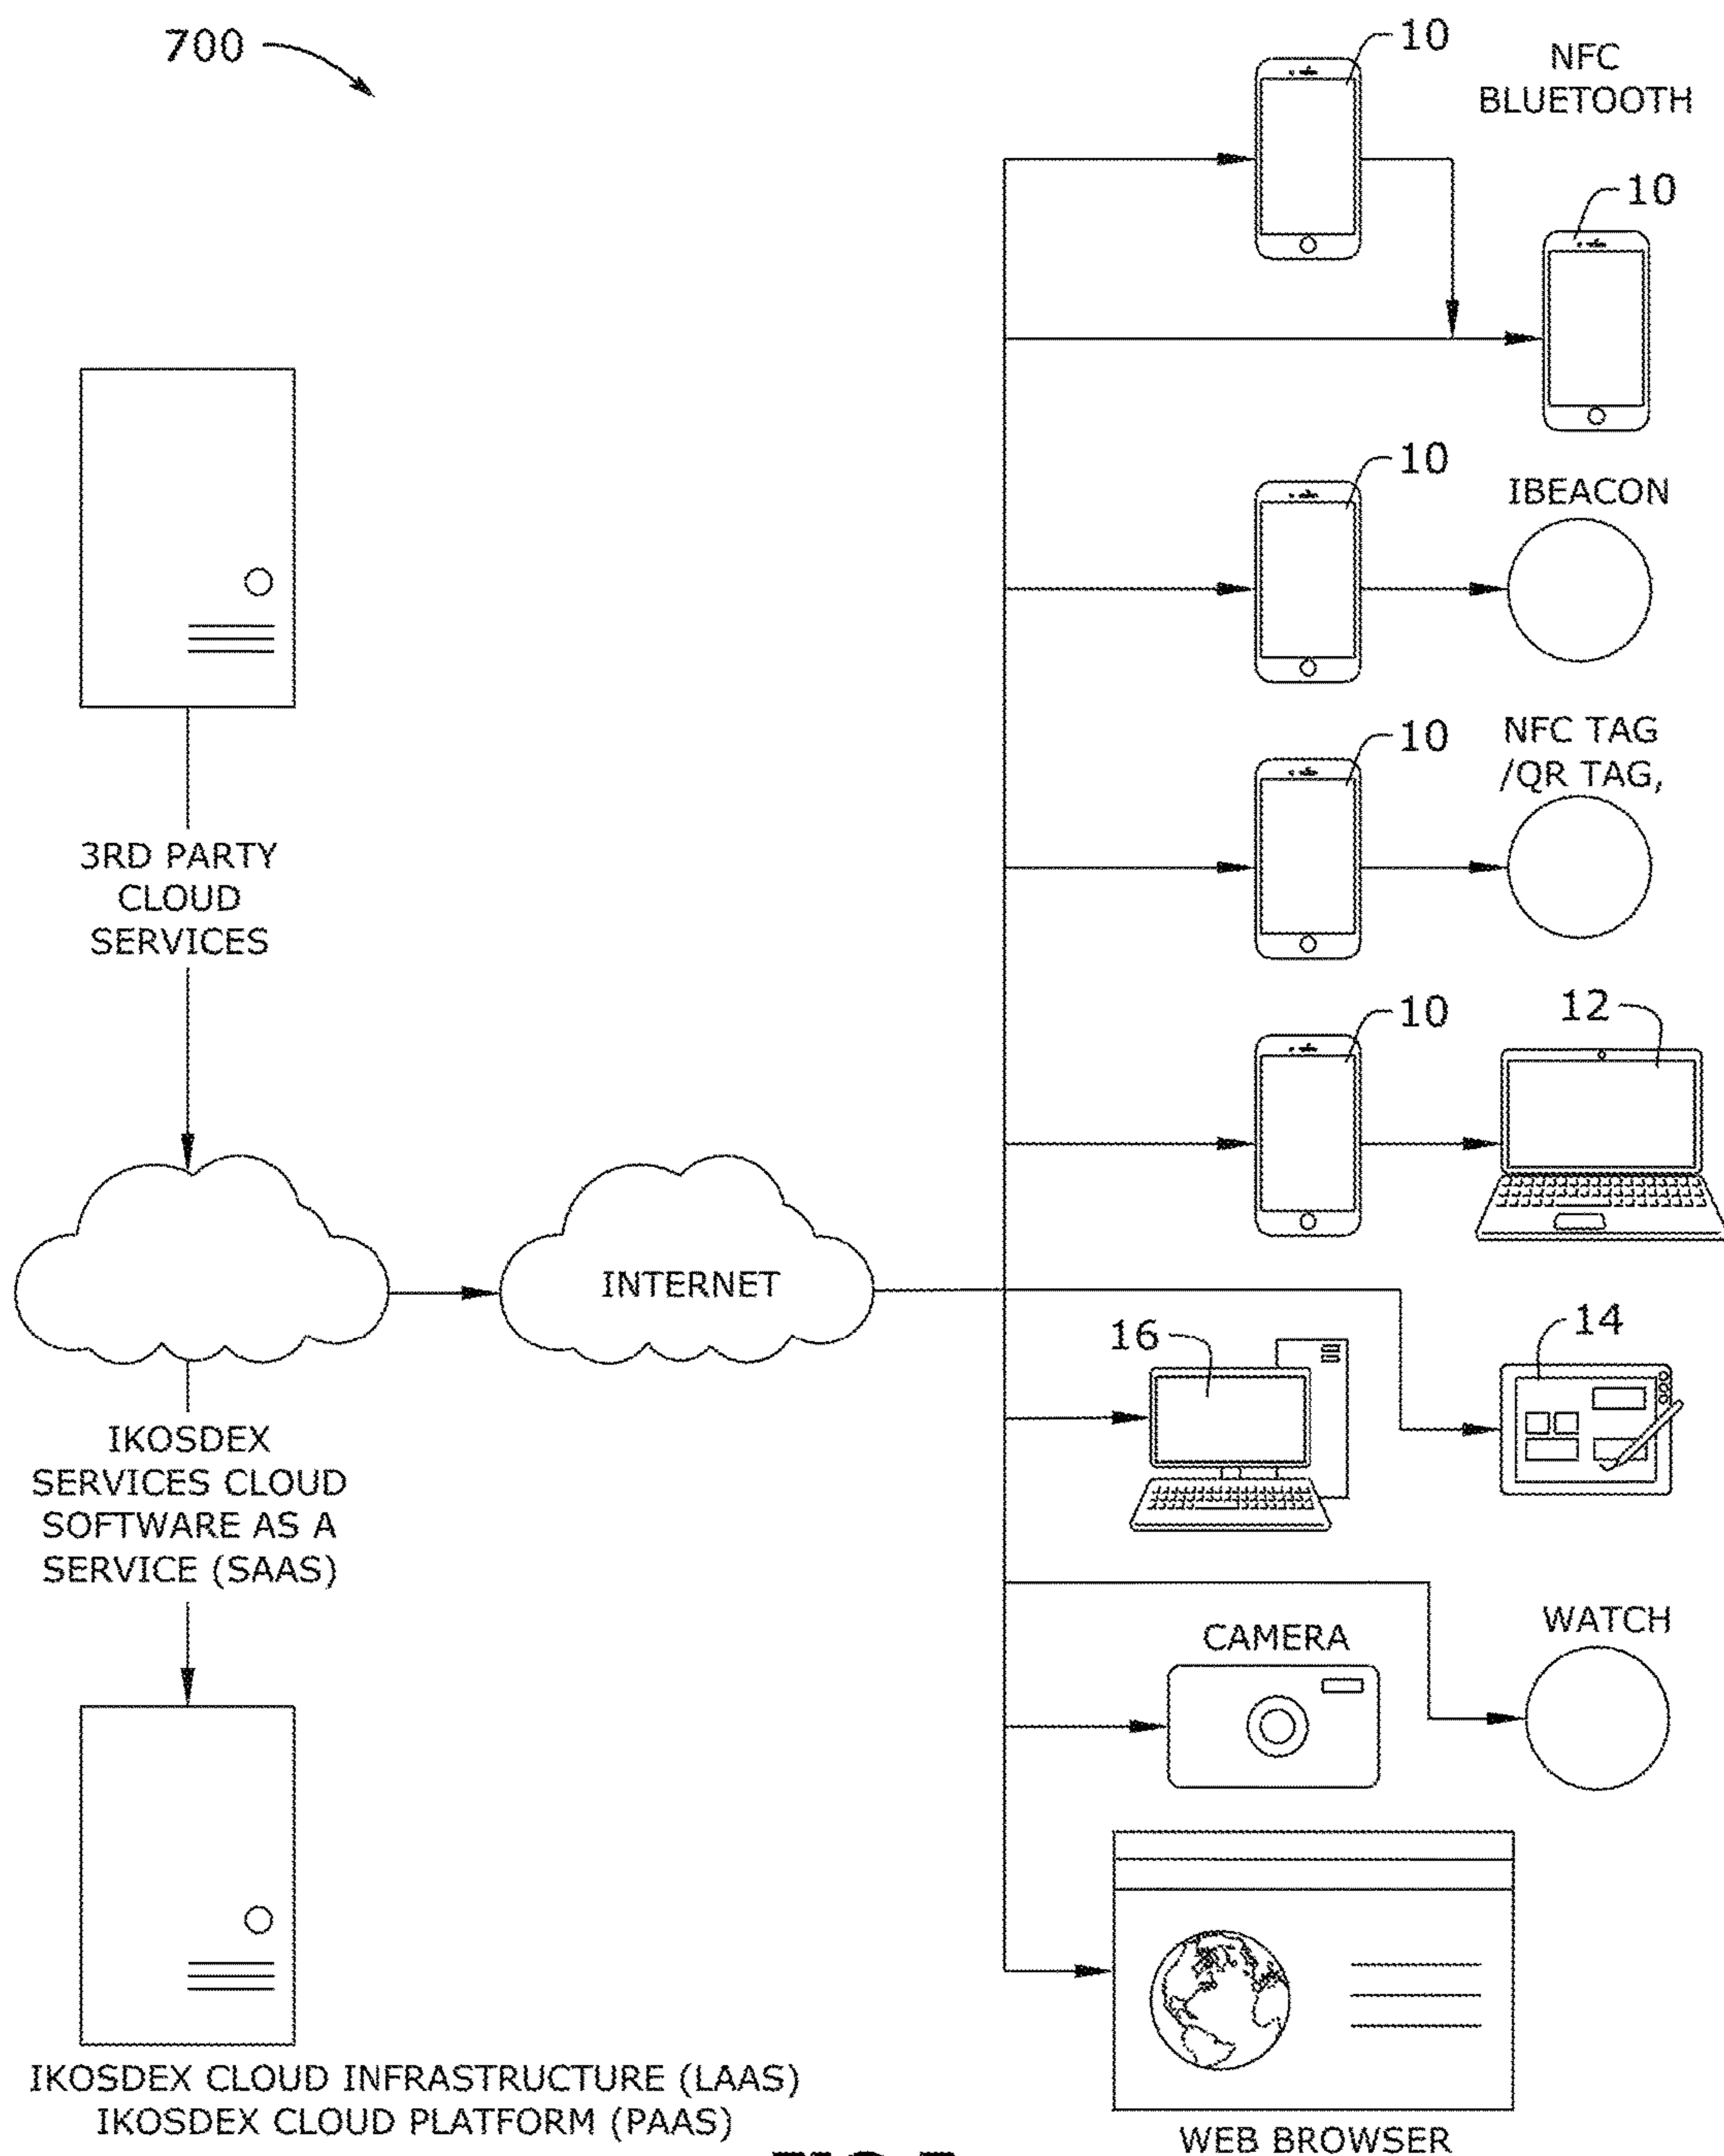 700
10
NFC
BLUETOOTH
10
10
IBEACON
10
NFC TAG
/QR TAG,
3RD PARTY
CLOUD
SERVICES
10
12
INTERNET
16
14
IKOSDEX
SERVICES CLOUD
SOFTWARE AS A
SERVICE (SAAS)
CAMERA
WATCH
IKOSDEX CLOUD INFRASTRUCTURE (LAAS)
IKOSDEX CLOUD PLATFORM (PAAS)
WEB BROWSER